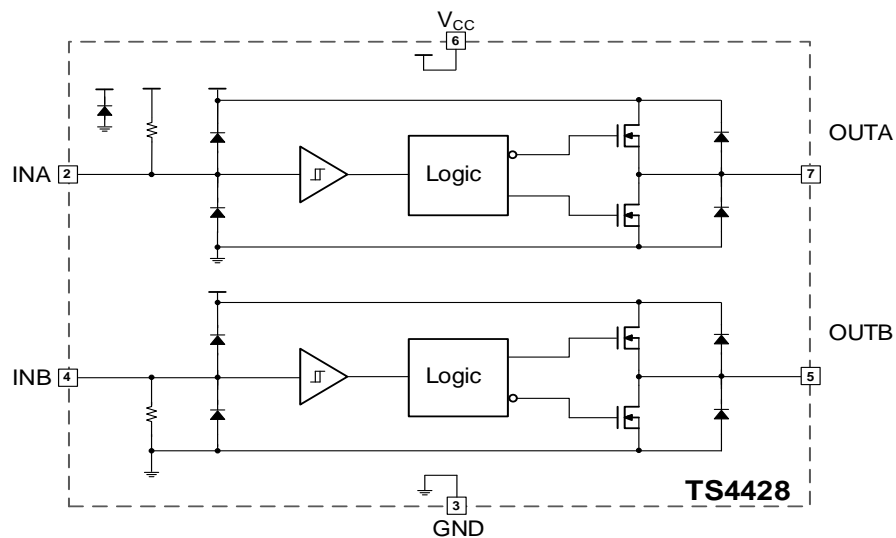 VCC
6
OUTA
INA 2
Logic
7
OUTB
INB 4
Logic
5
TS4428
3
GND